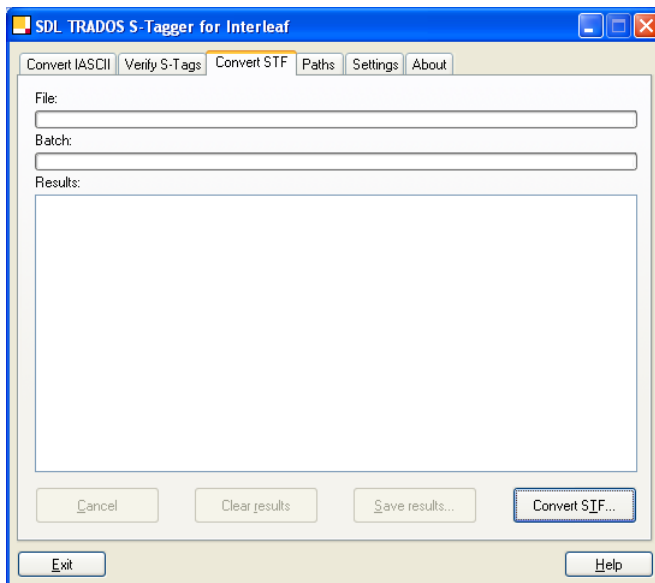 SDL TRADOS S-Tagger for Interleaf
Convert IASCII Verify S-Tags Convert STF Paths Settings About
File:
Batch:
Results:
Cancel Clear results Save results... Convert STF...
Exit Help